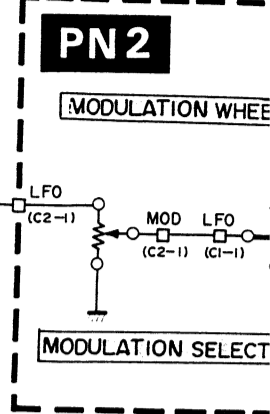 PN2
MODULATION WHEE
LFO
(C2-1)
MOD LFO
(C2-1) (C1-1)
MODULATION SELECT